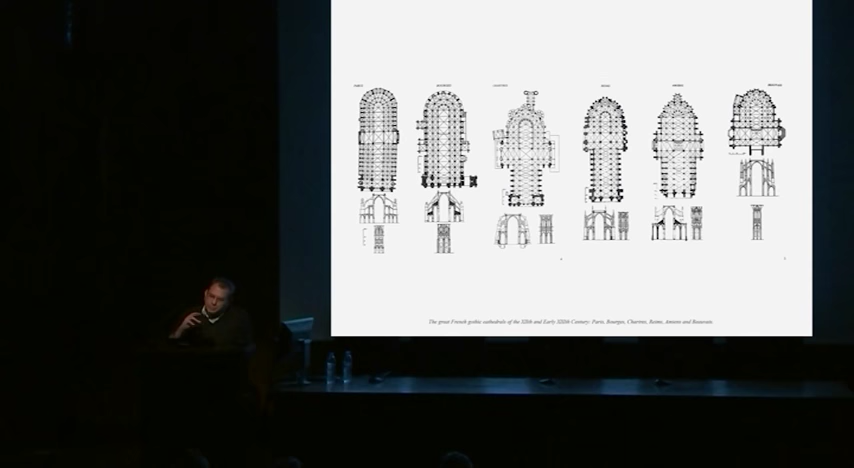 The great French gothic cathedrals of the XIIth and Early XIIIth Century: Paris, Bourges, Chartres, Reims, Amiens and Beauvais.